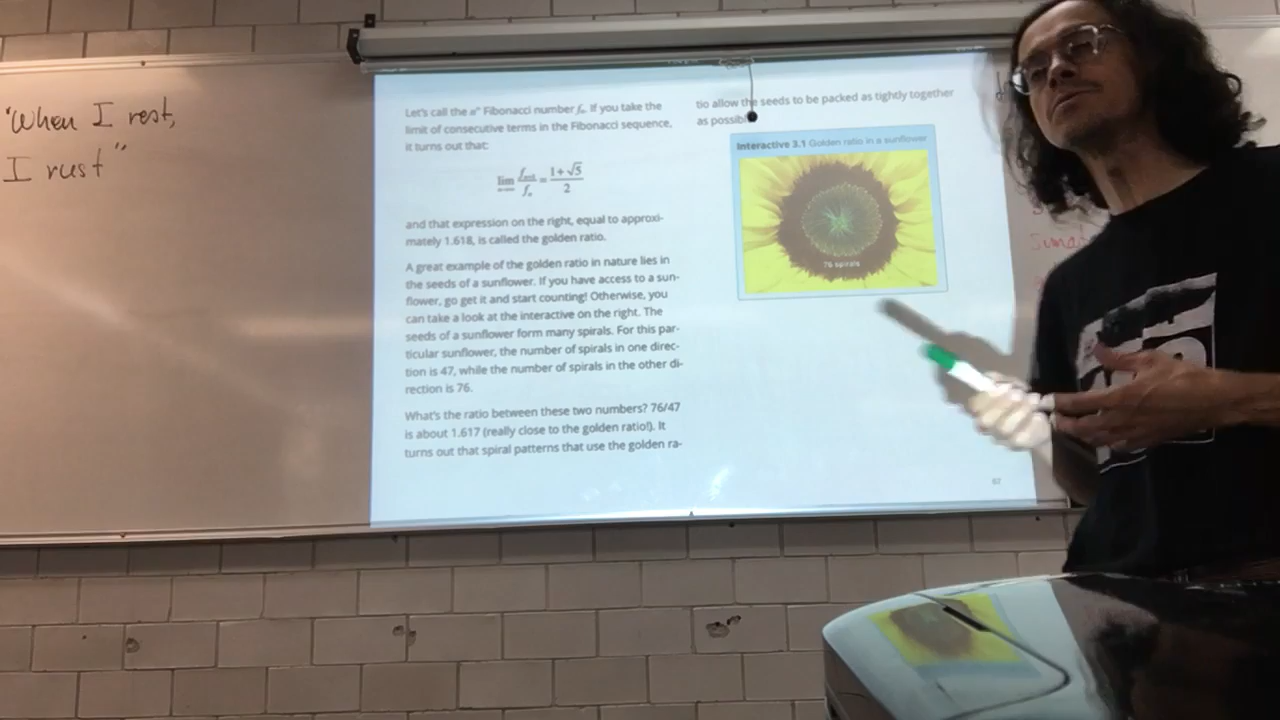 "When I rest,
I rust"
Let's call the nᵗʰ Fibonacci number fₙ. If you take the
limit of consecutive terms in the Fibonacci sequence,
it turns out that:
lim fₙ₊₁/fₙ = (1+√5)/2
and that expression on the right, equal to approxi-
mately 1.618, is called the golden ratio.
A great example of the golden ratio in nature lies in
the seeds of a sunflower. If you have access to a sun-
flower, go get it and start counting! Otherwise, you
can take a look at the interactive on the right. The
seeds of a sunflower form many spirals. For this par-
ticular sunflower, the number of spirals in one direc-
tion is 47, while the number of spirals in the other di-
rection is 76.
What's the ratio between these two numbers? 76/47
is about 1.617 (really close to the golden ratio!). It
turns out that spiral patterns that use the golden ra-
tio allow the seeds to be packed as tightly together
as possibl
Interactive 3.1 Golden ratio in a sunflower
76 spirals